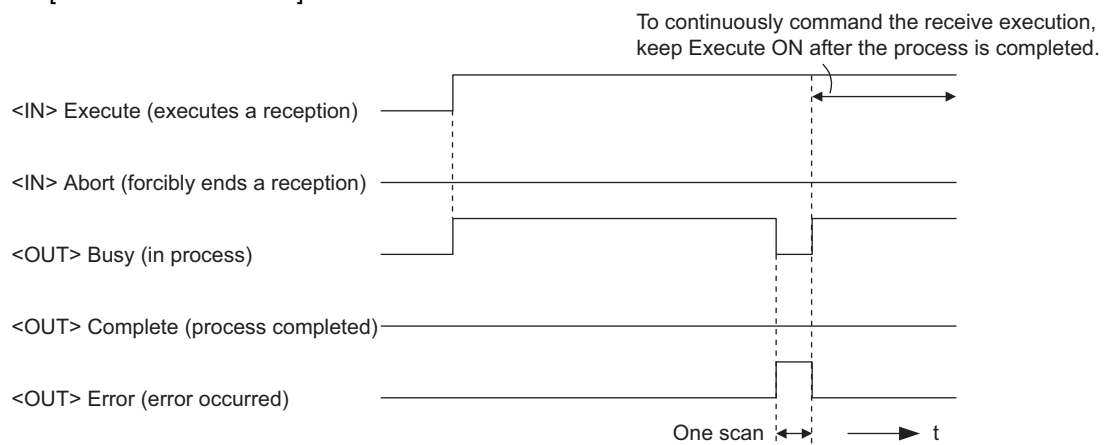 To continuously command the receive execution,
keep Execute ON after the process is completed.
<IN> Execute (executes a reception)
<IN> Abort (forcibly ends a reception)
<OUT> Busy (in process)
<OUT> Complete (process completed)
<OUT> Error (error occurred)
One scan
t